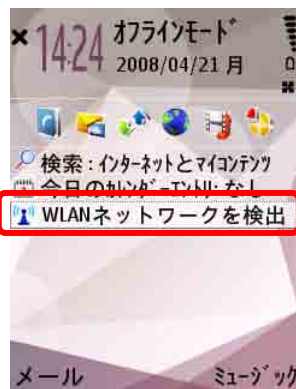 14:24
オフラインモード
2008/04/21 月
検索:インターネットとマイコンテンツ
今日のカレンダーエントリ:なし
WLANネットワークを検出
メール
ミュージック